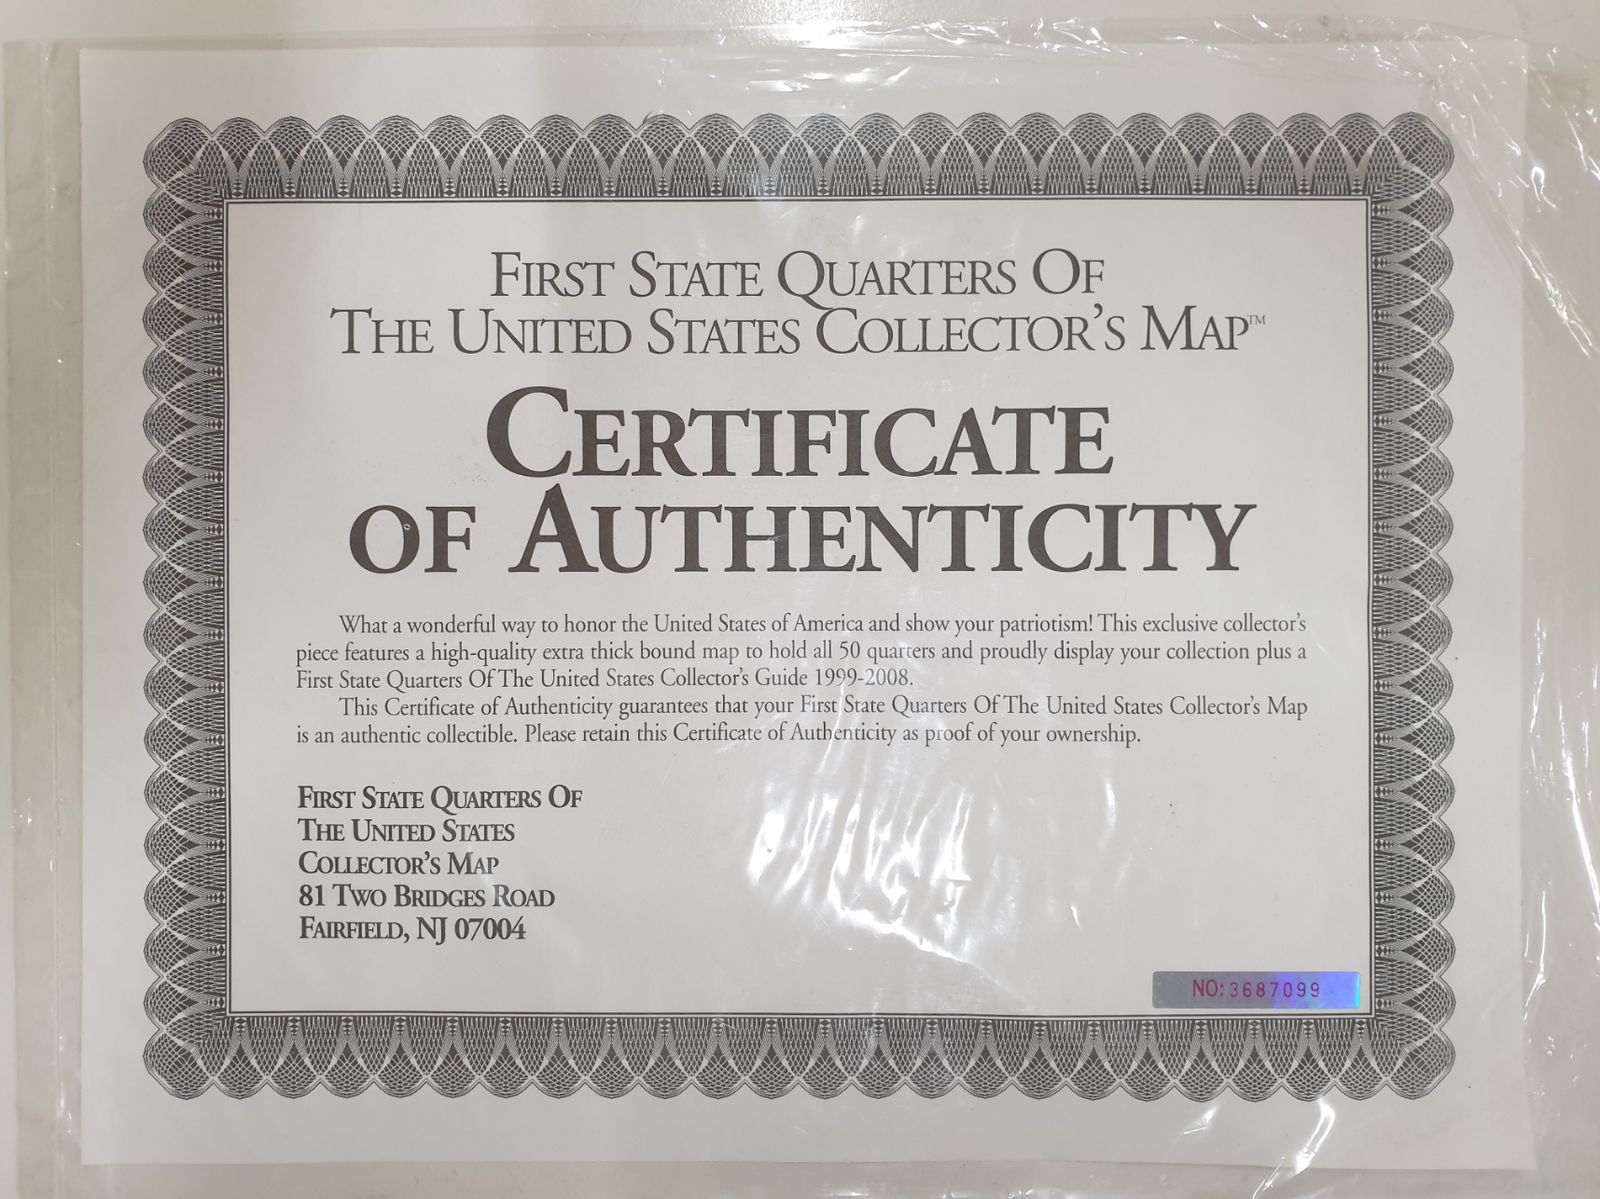 FIRST STATE QUARTERS OF
THE UNITED STATES COLLECTOR'S MAP™
CERTIFICATE
OF AUTHENTICITY
What a wonderful way to honor the United States of America and show your patriotism! This exclusive collector's
piece features a high-quality extra thick bound map to hold all 50 quarters and proudly display your collection plus a
First State Quarters Of The United States Collector's Guide 1999-2008.
This Certificate of Authenticity guarantees that your First State Quarters Of The United States Collector's Map
is an authentic collectible. Please retain this Certificate of Authenticity as proof of your ownership.
FIRST STATE QUARTERS OF
THE UNITED STATES
COLLECTOR'S MAP
81 TWO BRIDGES ROAD
FAIRFIELD, NJ 07004
NO:3687099